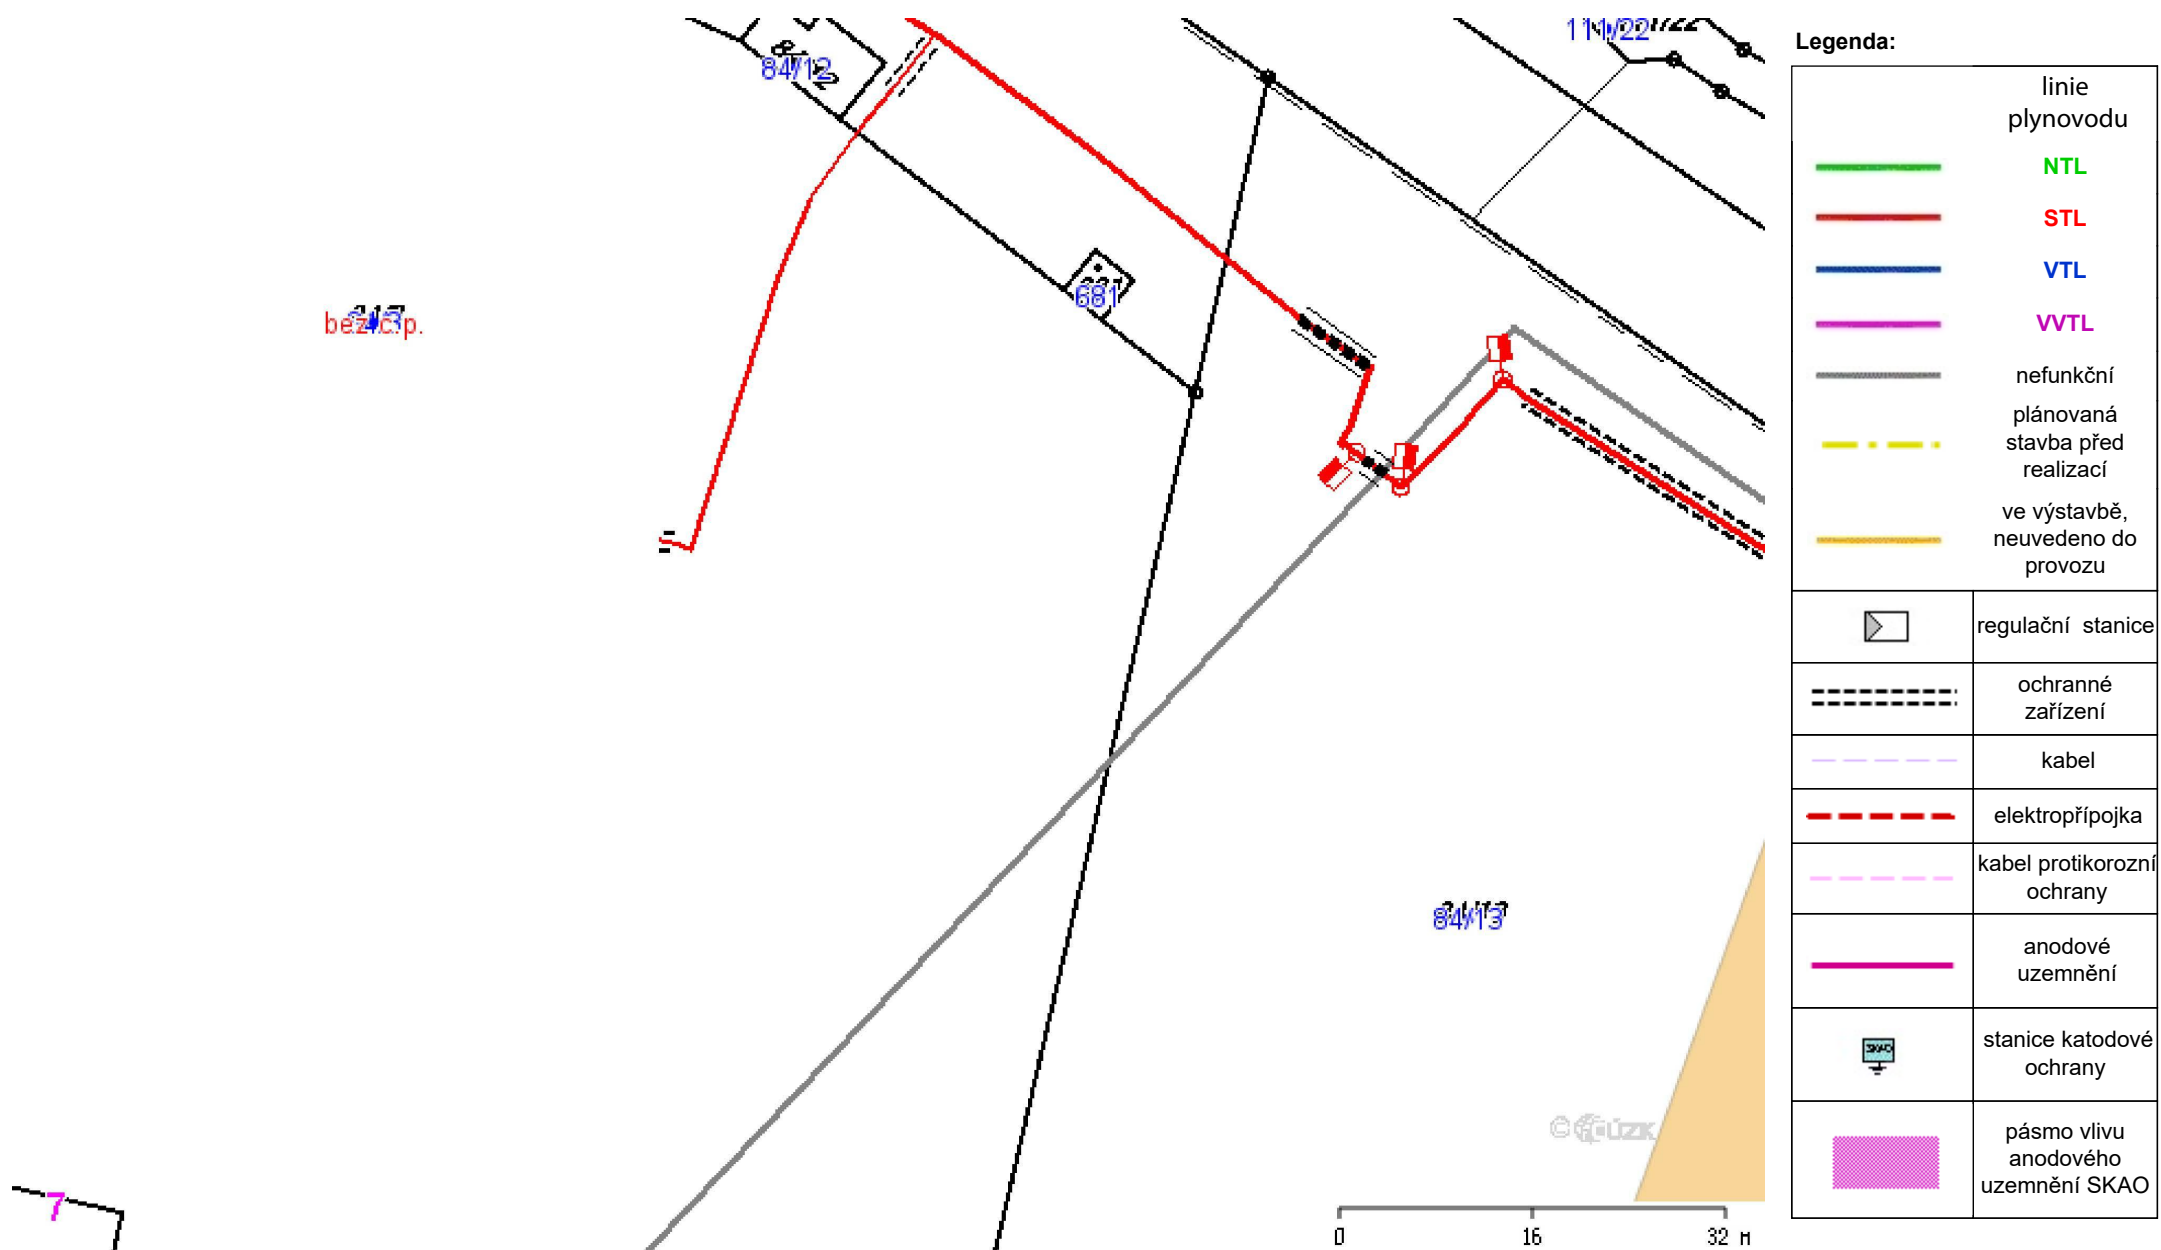 111/22
84/12
681
bez č.p.
84/13
7
0 16 32 M
Legenda:
linie
plynovodu
NTL
STL
VTL
VVTL
nefunkční
plánovaná
stavba před
realizací
ve výstavbě,
neuvedeno do
provozu
regulační stanice
ochranné
zařízení
kabel
elektropřípojka
kabel protikorozní
ochrany
anodové
uzemnění
SKAO
stanice katodové
ochrany
pásmo vlivu
anodového
uzemnění SKAO